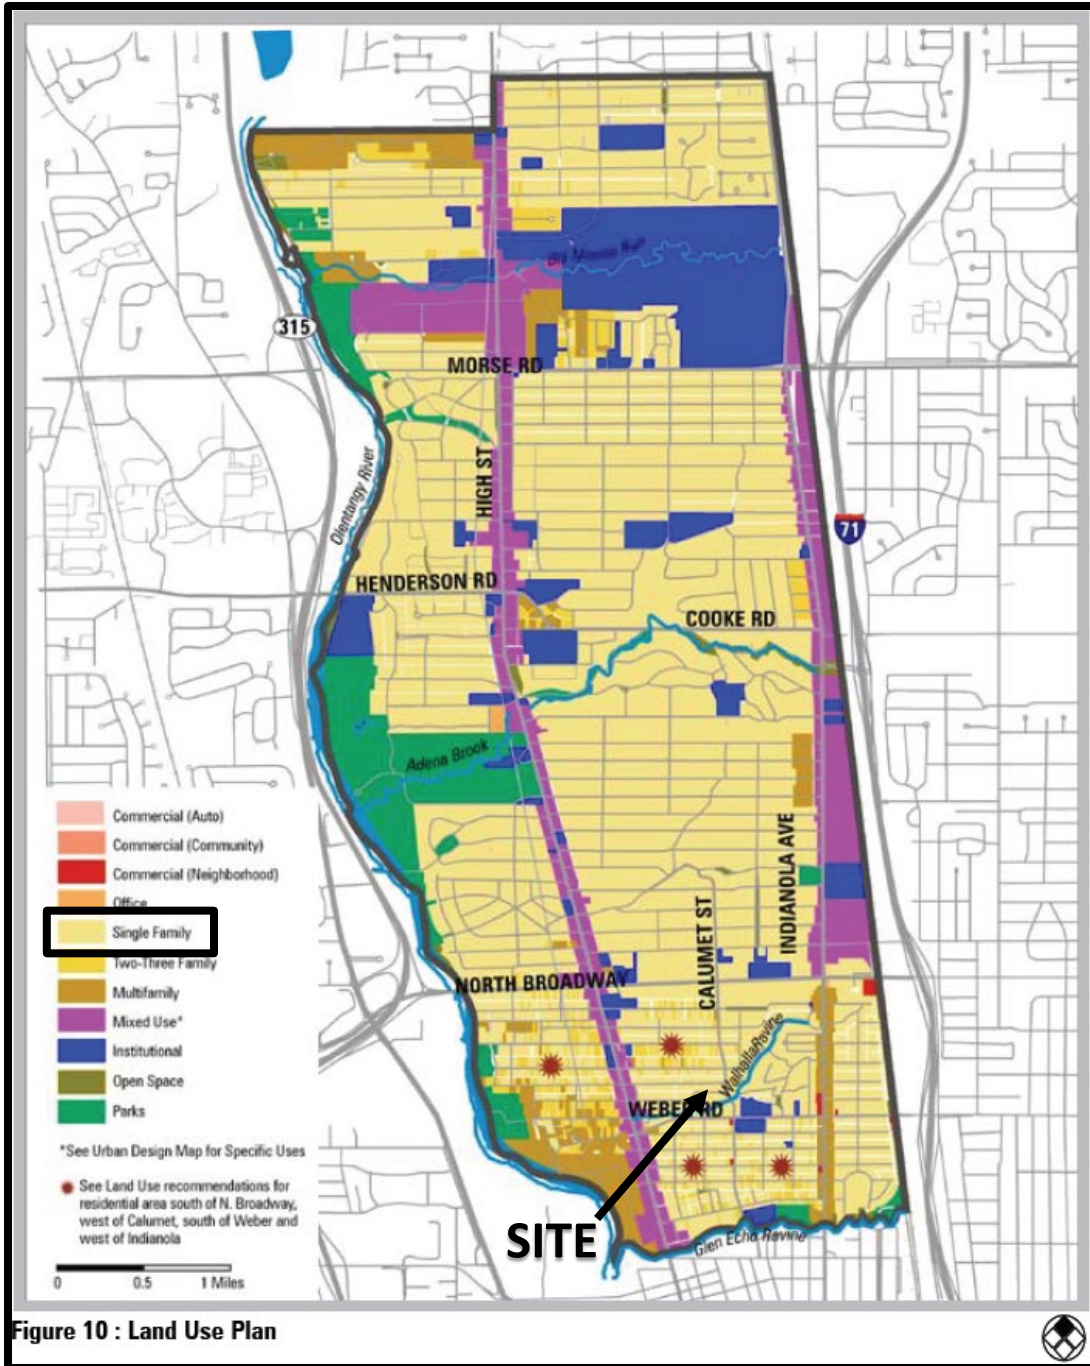 Big Monon Run
315
MORSE RD
Olentangy River
HIGH ST
71
HENDERSON RD
COOKE RD
Adena Brook
INDIANOLA AVE
CALUMET ST
NORTH BROADWAY
Walhalla Ravine
WEBER RD
SITE
Glen Echo Ravine
Commercial (Auto)
Commercial (Community)
Commercial (Neighborhood)
Office
Single Family
Two-Three Family
Multifamily
Mixed Use*
Institutional
Open Space
Parks
*See Urban Design Map for Specific Uses
See Land Use recommendations for
residential area south of N. Broadway,
west of Calumet, south of Weber and
west of Indianola
0 0.5 1 Miles
Figure 10 : Land Use Plan